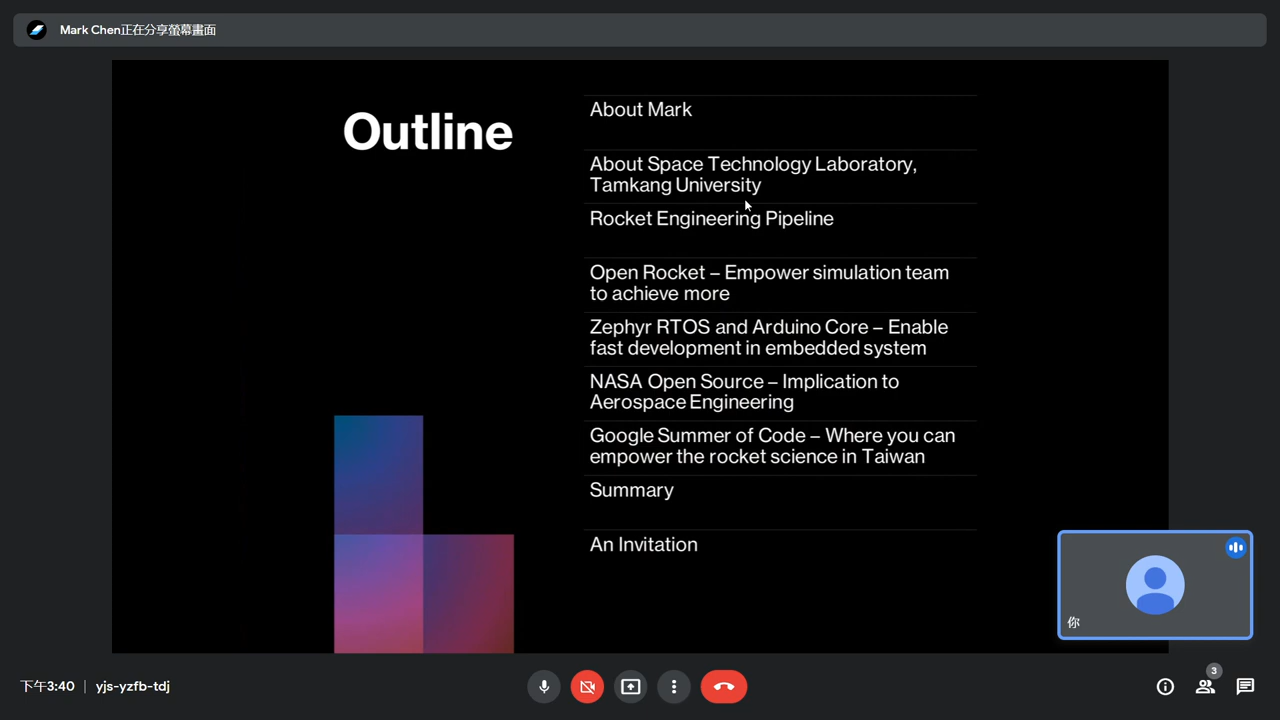 Mark Chen正在分享螢幕畫面
Outline
About Mark
About Space Technology Laboratory,
Tamkang University
Rocket Engineering Pipeline
Open Rocket – Empower simulation team
to achieve more
Zephyr RTOS and Arduino Core – Enable
fast development in embedded system
NASA Open Source – Implication to
Aerospace Engineering
Google Summer of Code – Where you can
empower the rocket science in Taiwan
Summary
An Invitation
你
下午3:40 | yjs-yzfb-tdj
3